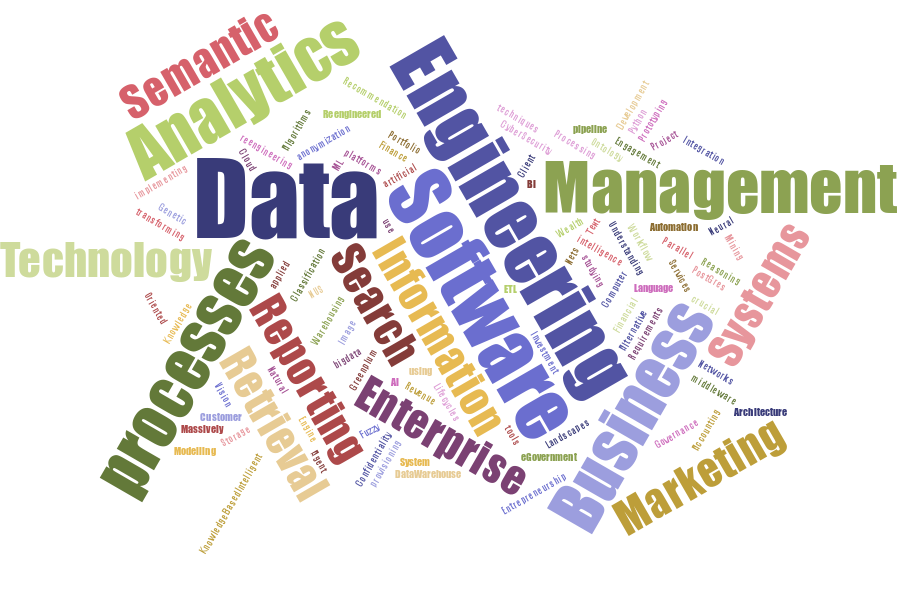 Semantic
Analytics
Engineering
Recommendation
Reengineered
Algorithms
anonymization
reengineering
Cloud
ML
platforms
Portfolio
Finance
artificial
techniques
CyberSecurity
Processing
pipeline
Development
Python
Prototyping
Project
Integration
Ontology
Engagement
Client
BI
Management
implementing
Genetic
transforming
Data
Software
use
Technology
processes
applied
Classification
Search
Information
Wealth
Text
Intelligence
Nets
studying
Understanding
Workflow
Automation
Parallel
Services
Neural
Mining
Reasoning
PostGres
Systems
Computer
Language
crucial
Financial
Alternative
Requirements
ETL
Oriented
Knowledge
Reporting
Warehousing
Image
bigdata
Greenplum
Investment
Business
Retrieval
Natural
Vision
using
AI
Revenue
Lifecycles
Enterprise
Networks
middleware
Customer
Massively
Storage
Modelling
Engine
Agent
Fuzzy
Confidentiality
provisioning
tools
Landscapes
Architecture
Accounting
Governance
Marketing
KnowledgeBasedIntelligent
System
DataWarehouse
eGovernment
Entrepreneurship